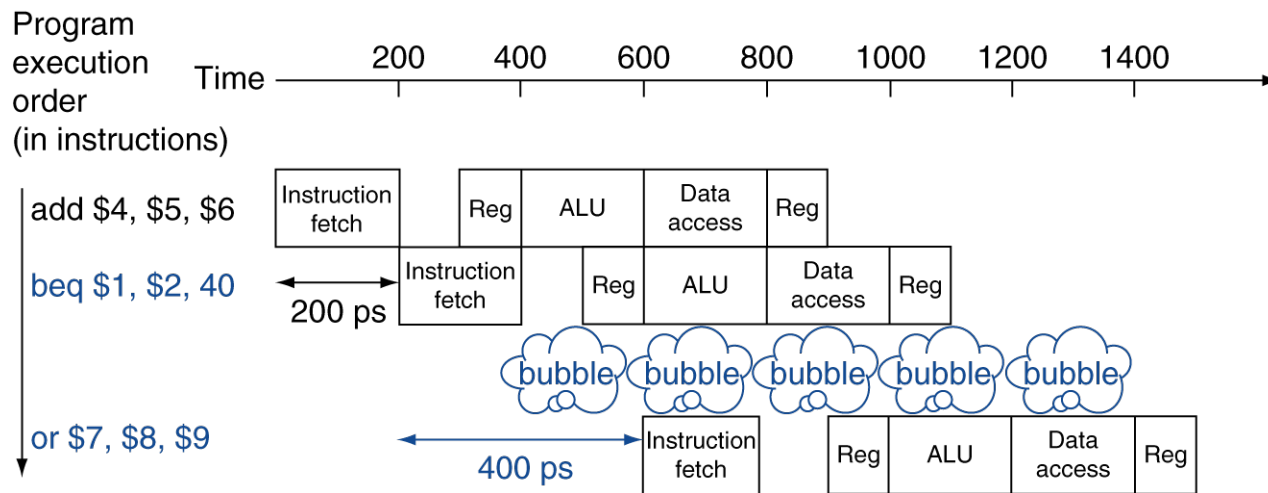 Program
execution
order
(in instructions)
Time
200 400 600 800 1000 1200 1400
add $4, $5, $6
Instruction
fetch
Reg
ALU
Data
access
Reg
beq $1, $2, 40
200 ps
Instruction
fetch
Reg
ALU
Data
access
Reg
bubble bubble bubble bubble bubble
or $7, $8, $9
400 ps
Instruction
fetch
Reg
ALU
Data
access
Reg